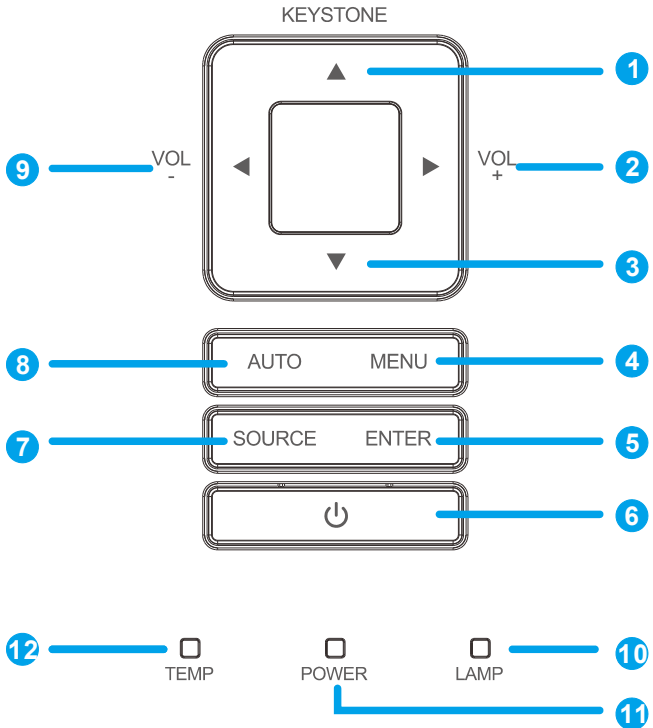 KEYSTONE
1
9 VOL - VOL + 2
3
8 AUTO MENU 4
7 SOURCE ENTER 5
6
12 10
TEMP POWER LAMP
11